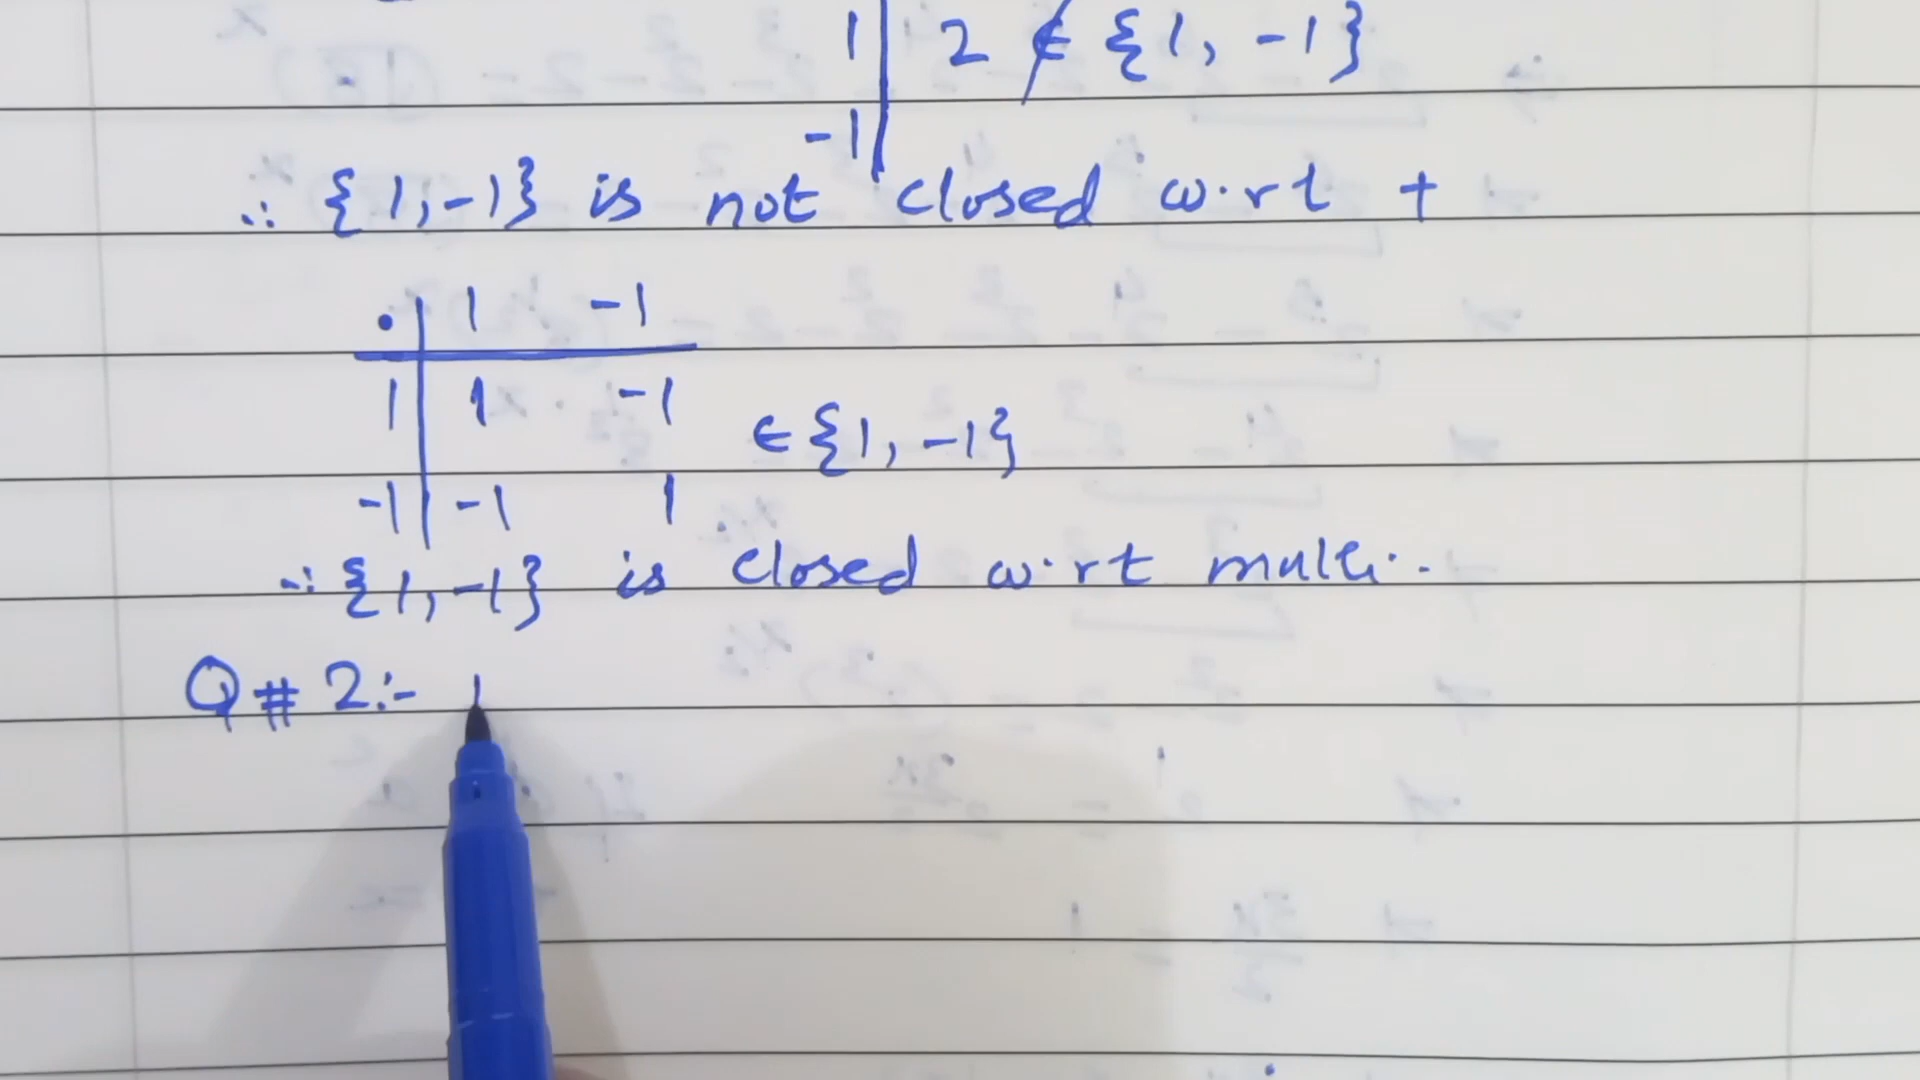 1 | 2 ∉ {1, -1}
-1 |
∴ {1, -1} is not closed w.r t +
• | 1 -1
1 | 1 -1
∈ {1, -1}
-1 | -1 1
∴ {1, -1} is closed w.r t multi.
Q # 2:-